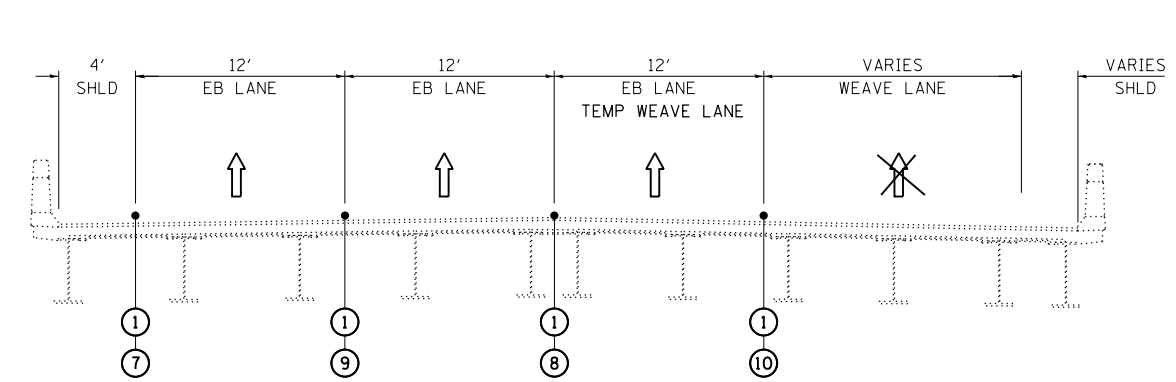 4' 12' 12' 12' VARIES VARIES
SHLD EB LANE EB LANE EB LANE WEAVE LANE SHLD
TEMP WEAVE LANE
1 1 1 1
7 9 8 10